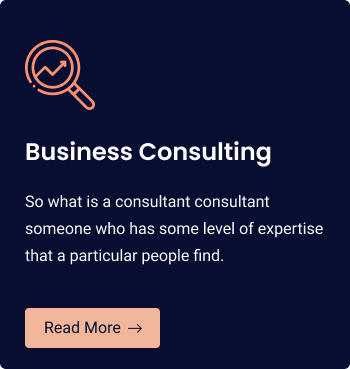 Business Consulting
So what is a consultant consultant
someone who has some level of expertise
that a particular people find.
Read More →